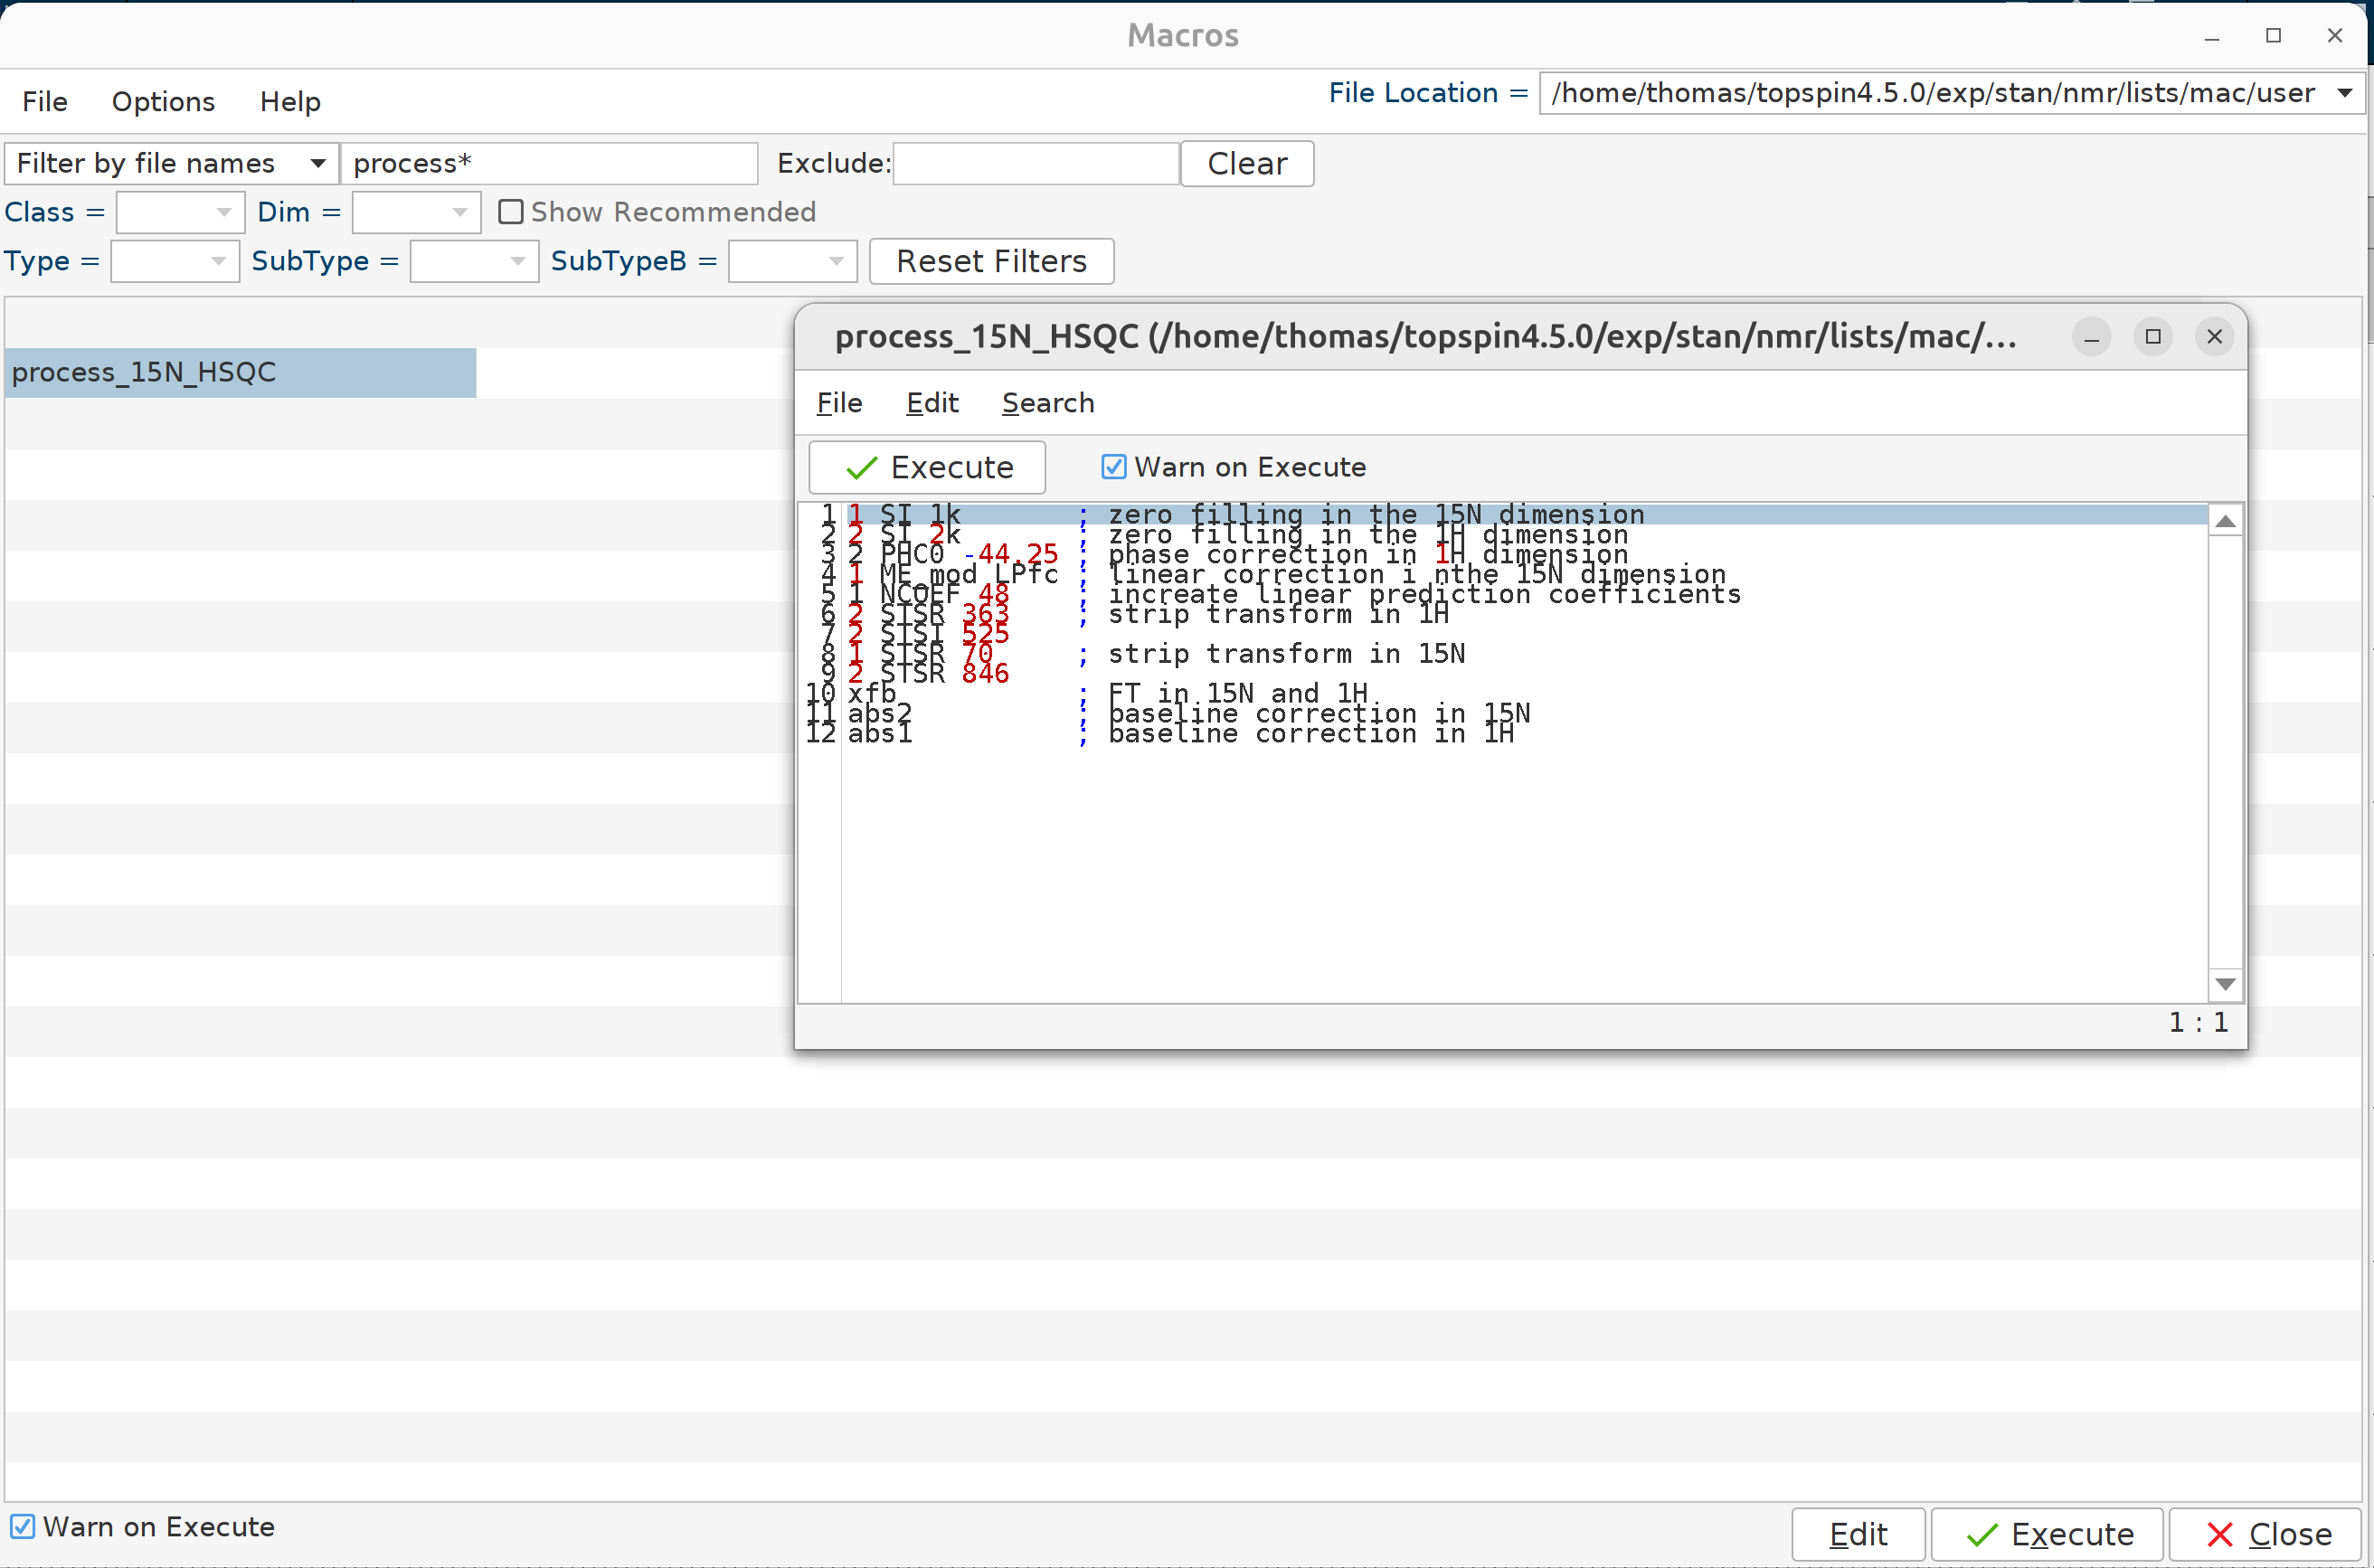 Macros
File Options Help File Location = /home/thomas/topspin4.5.0/exp/stan/nmr/lists/mac/user
Filter by file names process* Exclude: Clear
Class = Dim = Show Recommended
Type = SubType = SubTypeB = Reset Filters
process_15N_HSQC
process_15N_HSQC (/home/thomas/topspin4.5.0/exp/stan/nmr/lists/mac/...
File Edit Search
Execute Warn on Execute
1 1 SI 1k ; zero filling in the 15N dimension
2 2 SI 2k ; zero filling in the 1H dimension
3 2 PHC0 -44.25 ; phase correction in 1H dimension
4 1 ME_mod LPfc ; linear correction i nthe 15N dimension
5 1 NCOEF 48 ; increate linear prediction coefficients
6 2 STSR 363 ; strip transform in 1H
7 2 STSI 525
8 1 STSR 70 ; strip transform in 15N
9 2 STSR 846
10 xfb ; FT in 15N and 1H
11 abs2 ; baseline correction in 15N
12 abs1 ; baseline correction in 1H
1 : 1
Warn on Execute Edit Execute Close